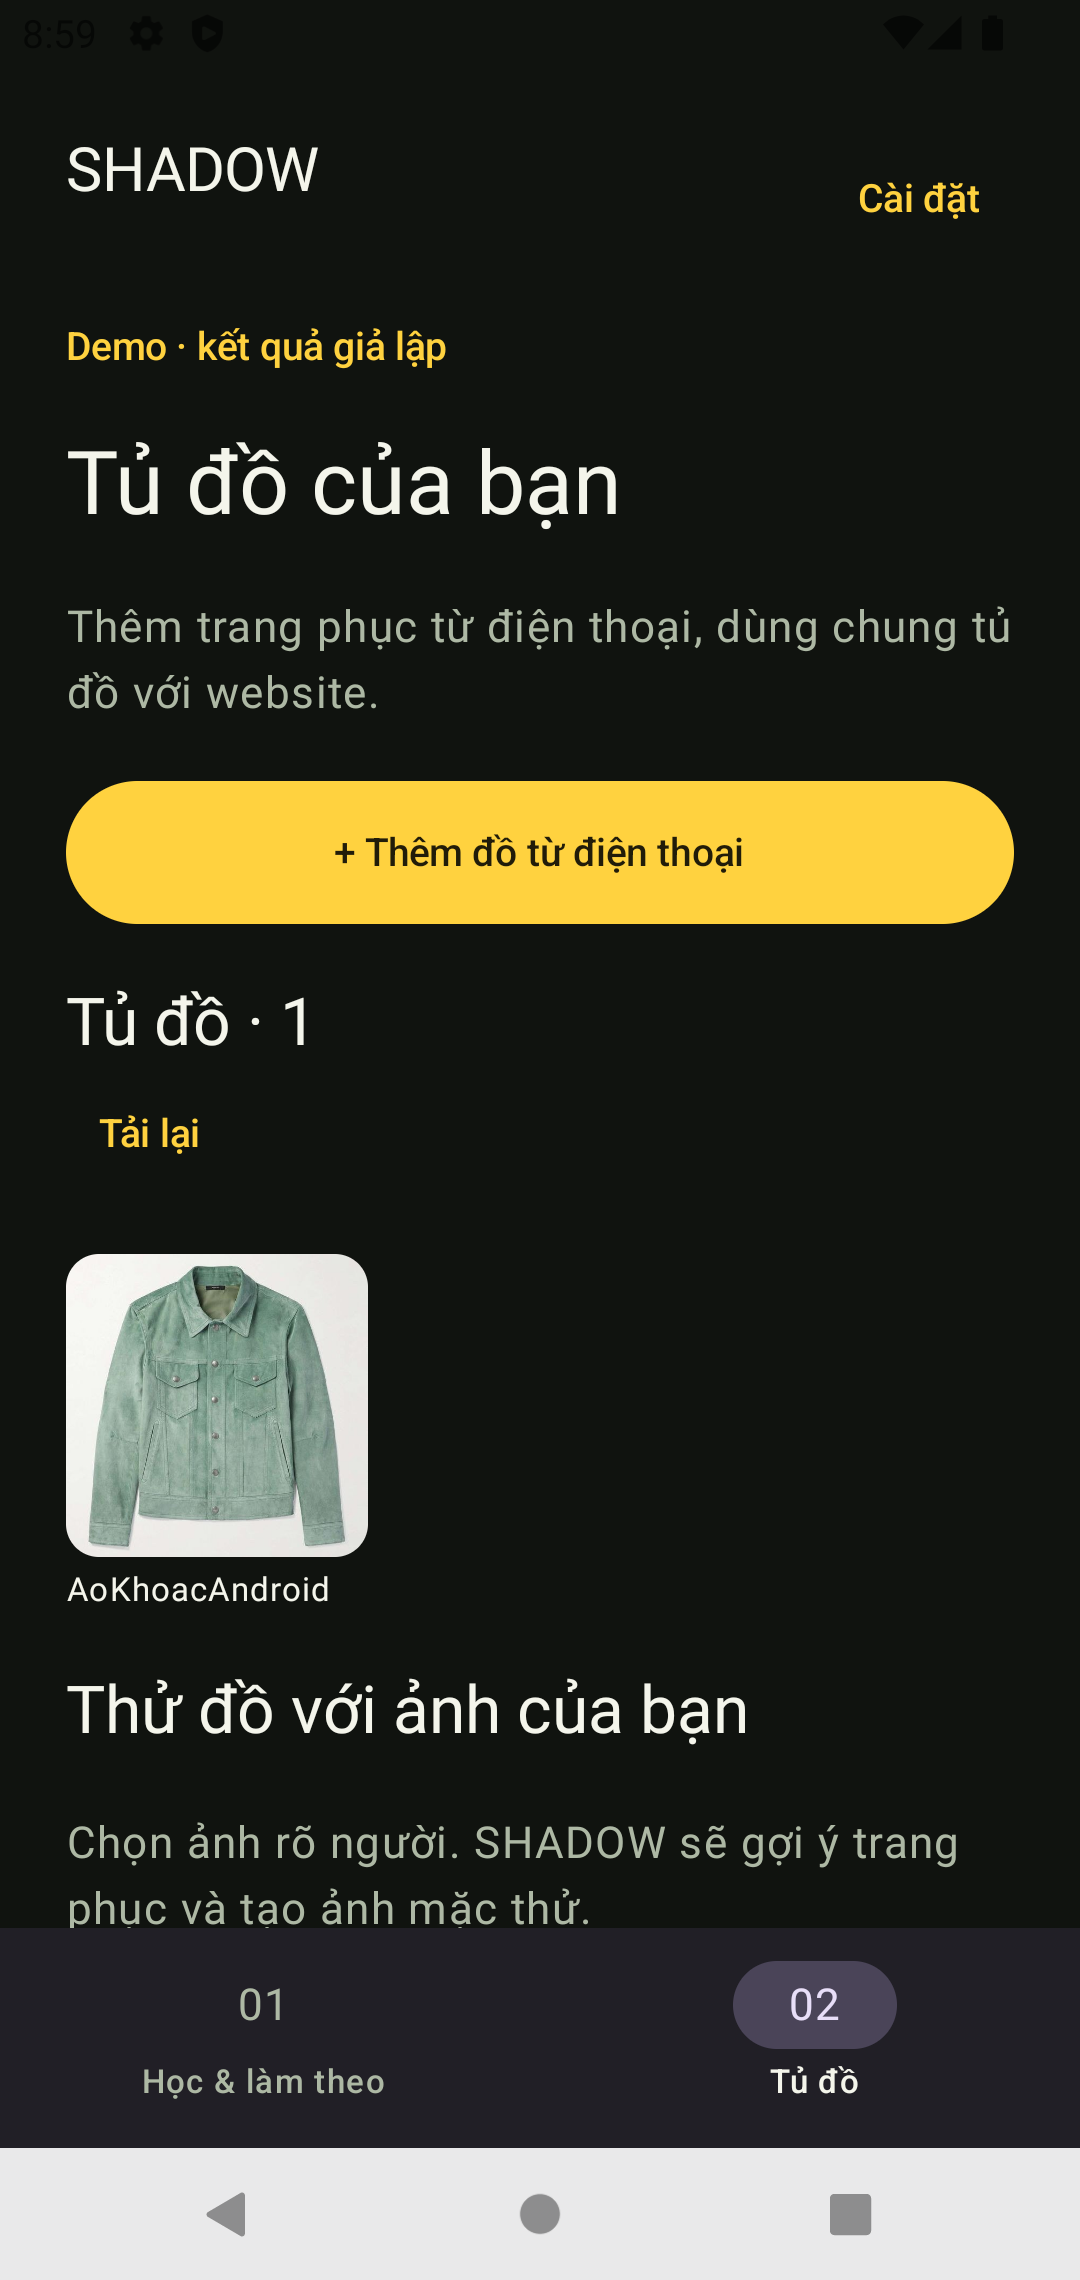 8:59
SHADOW
Cài đặt
Demo · kết quả giả lập
Tủ đồ của bạn
Thêm trang phục từ điện thoại, dùng chung tủ
đồ với website.
+ Thêm đồ từ điện thoại
Tủ đồ · 1
Tải lại
AoKhoacAndroid
Thử đồ với ảnh của bạn
Chọn ảnh rõ người. SHADOW sẽ gợi ý trang
phục và tạo ảnh mặc thử.
01
Học & làm theo
02
Tủ đồ